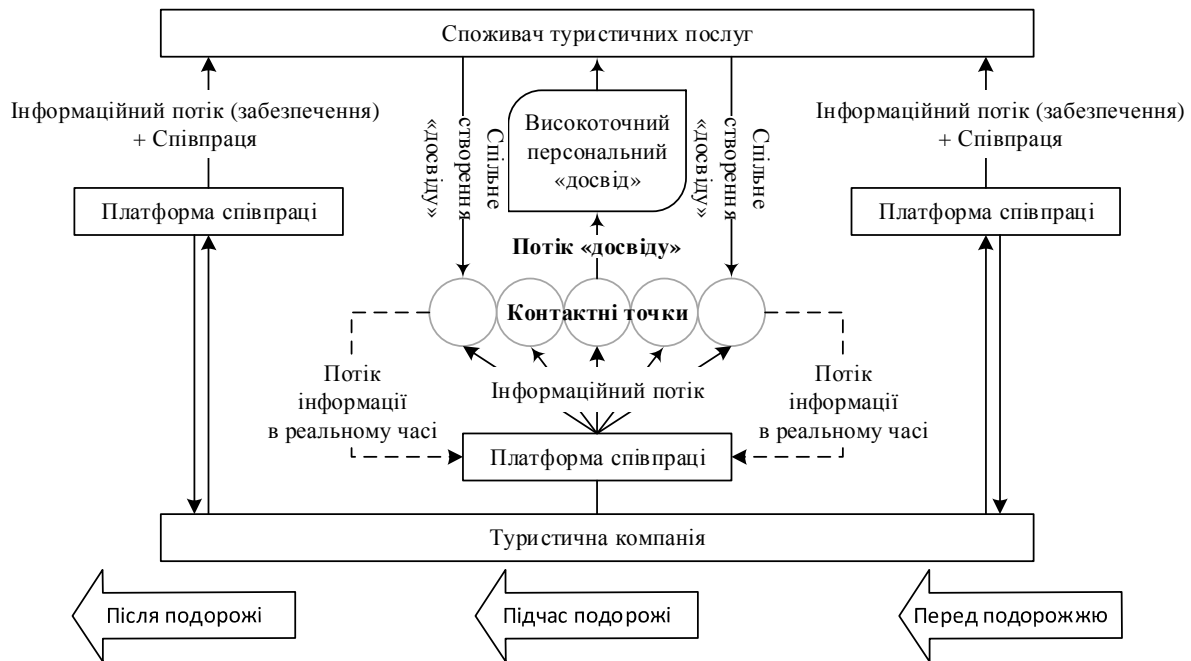 Споживач туристичних послуг
Інформаційний потік (забезпечення)
+ Співпраця
Платформа співпраці
Спільне
створення
«досвіду»
Високоточний
персональний
«досвід»
Спільне
створення
«досвіду»
Інформаційний потік (забезпечення)
+ Співпраця
Платформа співпраці
Потік «досвіду»
Контактні точки
Потік
інформації
в реальному часі
Інформаційний потік
Потік
інформації
в реальному часі
Платформа співпраці
Туристична компанія
Після подорожі
Підчас подорожі
Перед подорожжю